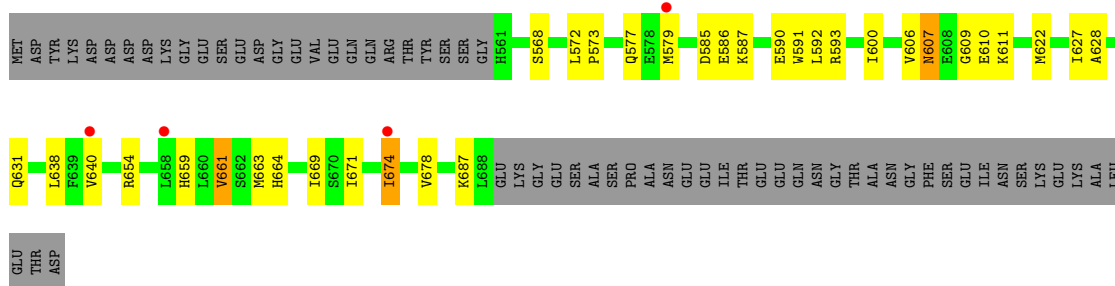 MET ASP TYR LYS ASP ASP ASP ASP LYS GLY GLU SER GLU ASP GLY GLU VAL GLU GLN GLN ARG THR TYR SER SER GLY H561 S568 L572 P573 Q577 E578 M579 D585 E586 K587 E590 W591 L592 R593 I600 V606 N607 E608 G609 E610 K611 M622 I627 A628
Q631 L638 F639 V640 R654 L658 H659 L660 V661 S662 M663 H664 I669 S670 I671 I674 V678 K687 L688 GLU LYS GLY GLU SER ALA SER PRO ALA ASN GLU GLU ILE THR GLU GLU GLN ASN GLY THR ALA ASN GLY PHE SER GLU ILE ASN SER LYS GLU LYS ALA LEU
GLU THR ASP